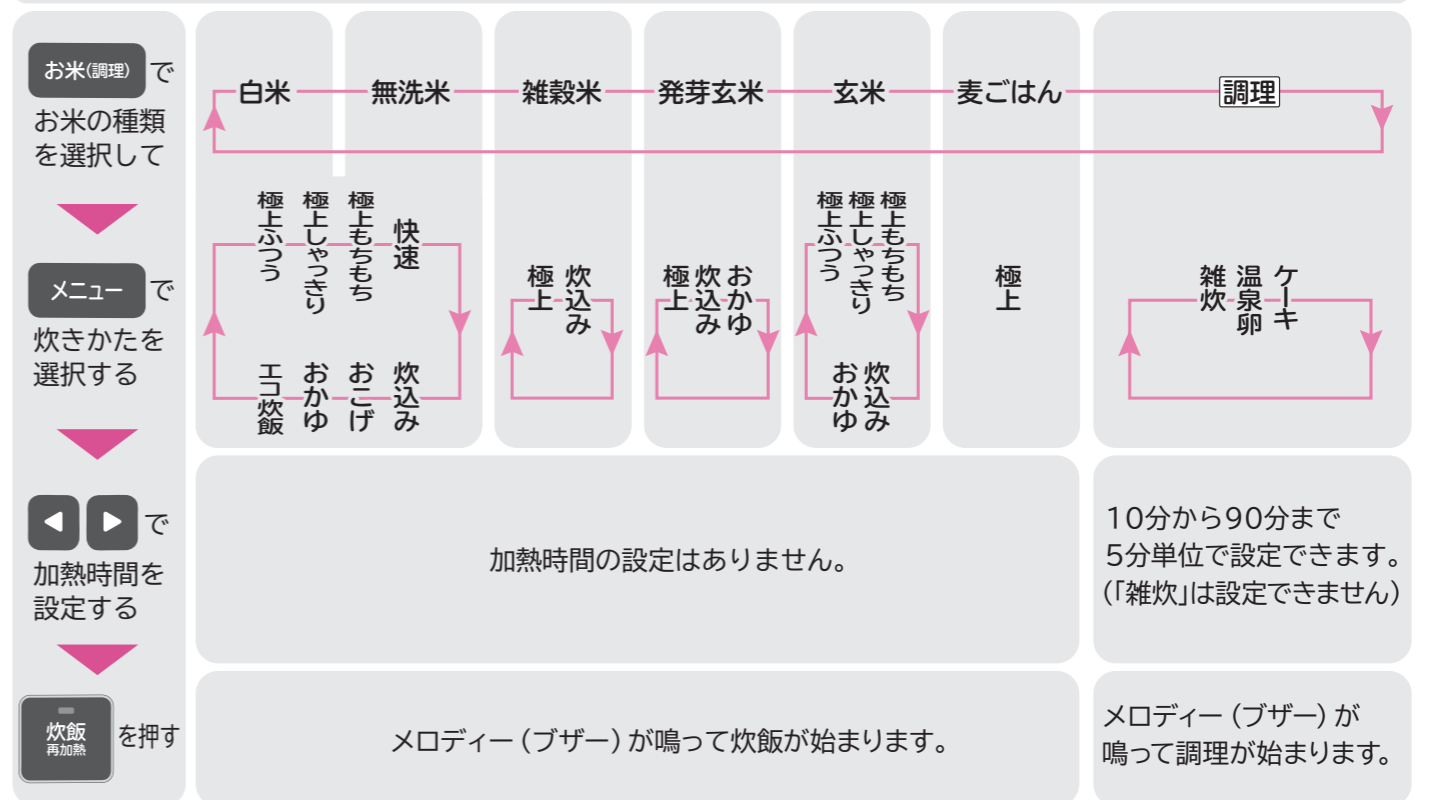 お米(調理)で
お米の種類
を選択して
白米
無洗米
雑穀米
発芽玄米
玄米
麦ごはん
調理
メニューで
炊きかたを
選択する
極上ふつう
極上しゃっきり
極上もちもち
快速
炊込み
おこげ
おかゆ
エコ炊飯
極上
炊込み
極上
炊込み
おかゆ
極上ふつう
極上しゃっきり
極上もちもち
炊込み
おかゆ
極上
雑炊
温泉卵
ケーキ
で
加熱時間を
設定する
加熱時間の設定はありません。
10分から90分まで
5分単位で設定できます。
(「雑炊」は設定できません)
炊飯
再加熱
を押す
メロディー(ブザー)が鳴って炊飯が始まります。
メロディー(ブザー)が
鳴って調理が始まります。